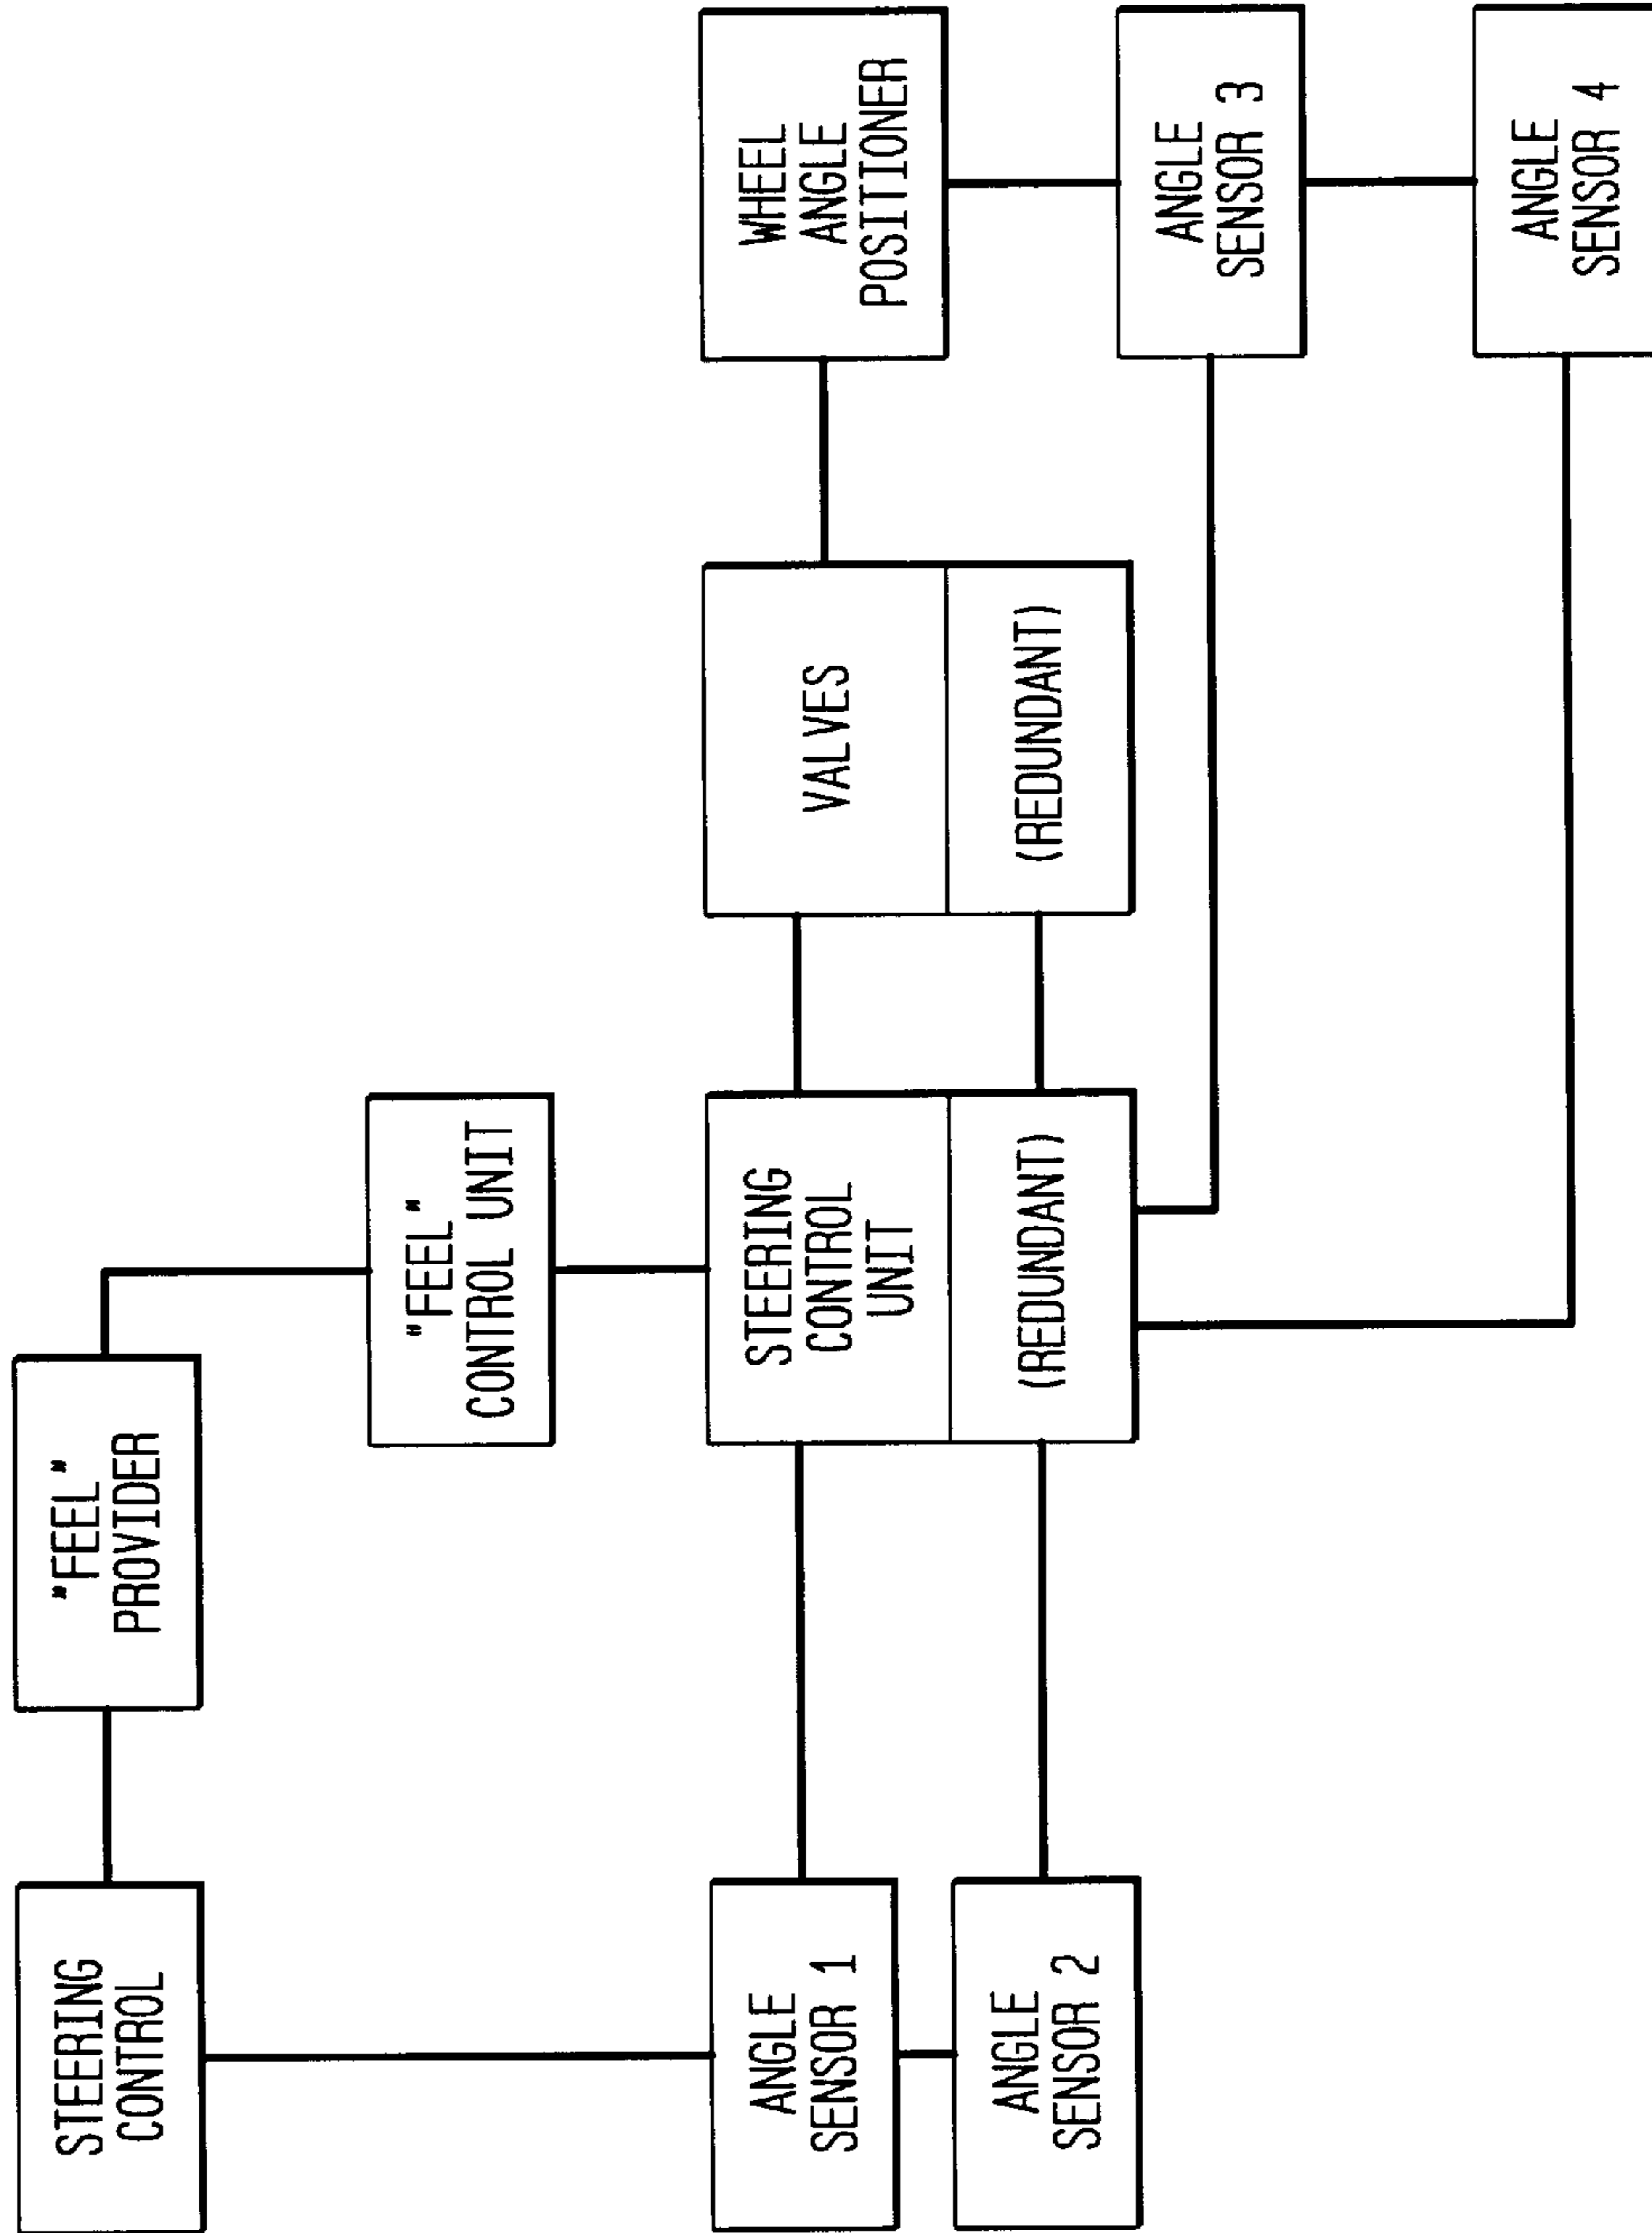 STEERING
CONTROL
"FEEL"
PROVIDER
"FEEL"
CONTROL UNIT
ANGLE
SENSOR 1
STEERING
CONTROL
UNIT
VALVES
WHEEL
ANGLE
POSITIONER
ANGLE
SENSOR 2
(REDUNDANT)
(REDUNDANT)
ANGLE
SENSOR 3
ANGLE
SENSOR 4